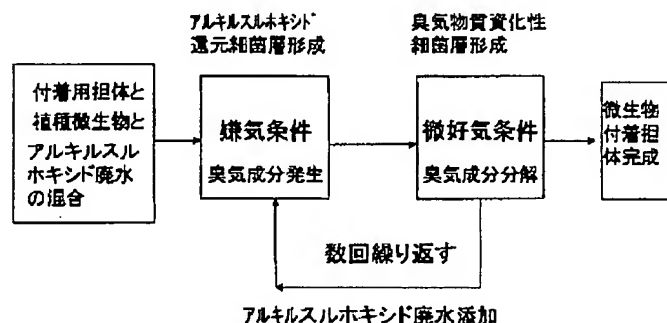 アルキルスルホキシド
還元細菌層形成
臭気物質資化性
細菌層形成
付着用担体と
植種微生物と
アルキルスル
ホキシド廃水
の混合
嫌気条件
臭気成分発生
微好気条件
臭気成分分解
微生物
付着担
体完成
数回繰り返す
アルキルスルホキシド廃水添加